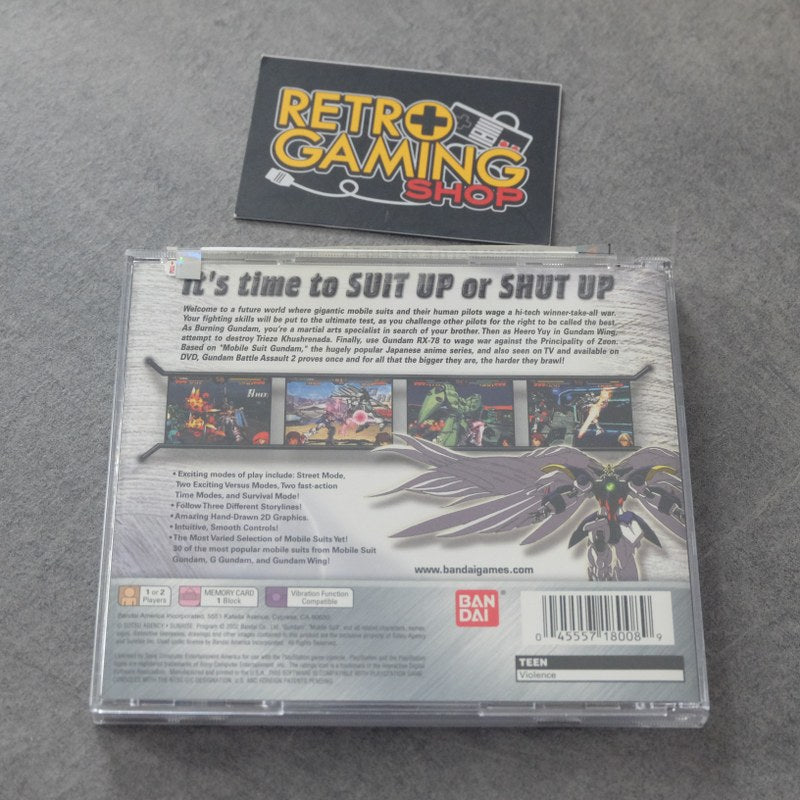 RETRO
GAMING
SHOP
It's time to SUIT UP or SHUT UP
Welcome to a future world where gigantic mobile suits and their human pilots wage a hi-tech winner-take-all war.
Your fighting skills will be put to the ultimate test, as you challenge other pilots for the right to be called the best.
As Burning Gundam, you're a martial arts specialist in search of your brother. Then as Heero Yuy in Gundam Wing,
attempt to destroy Trieze Khushrenada. Finally, use Gundam RX-78 to wage war against the Principality of Zeon.
Based on "Mobile Suit Gundam," the hugely popular Japanese anime series, and also seen on TV and available on
DVD, Gundam Battle Assault 2 proves once and for all that the bigger they are, the harder they brawl!
• Exciting modes of play include: Street Mode,
Two Exciting Versus Modes, Two fast-action
Time Modes, and Survival Mode!
• Follow Three Different Storylines!
• Amazing Hand-Drawn 2D Graphics.
• Intuitive, Smooth Controls!
• The Most Varied Selection of Mobile Suits Yet!
30 of the most popular mobile suits from Mobile Suit
Gundam, G Gundam, and Gundam Wing!
www.bandaigames.com
1 or 2
Players
MEMORY CARD
1 Block
Vibration Function
Compatible
BAN
DAI
Bandai America Incorporated, 5551 Katella Avenue, Cypress, CA 90630
0 45557 18008 9
TEEN
Violence